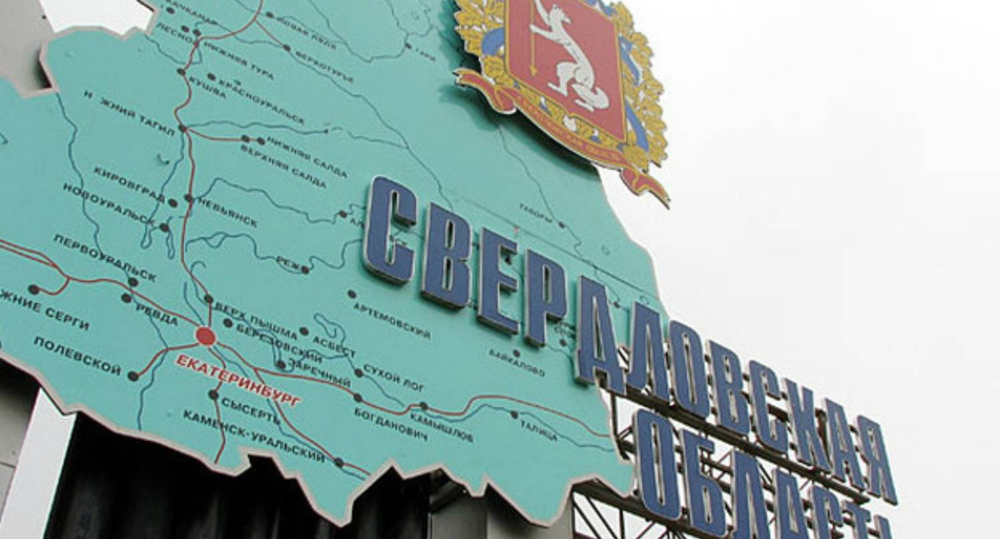 КАЧКАНАР
ЛЕСНОЙ
НИЖНЯЯ ТУРА
НОВАЯ ЛЯЛЯ
ВЕРХОТУРЬЕ
ГАРИ
КУШВА
КРАСНОУРАЛЬСК
Н ЖНИЙ ТАГИЛ
НИЖНЯЯ САЛДА
ВЕРХНЯЯ САЛДА
КИРОВГРАД
НЕВЬЯНСК
НОВОУРАЛЬСК
ТАБОРЫ
РЕЖ
ПЕРВОУРАЛЬСК
РЕВДА
ЖНИЕ СЕРГИ
АРТЕМОВСКИЙ
ВЕРХ ПЫШМА
БЕРЕЗОВСКИЙ
АСБЕСТ
БАЙКАЛОВО
ПОЛЕВСКОЙ
ЕКАТЕРИНБУРГ
ЗАРЕЧНЫЙ
СУХОЙ ЛОГ
СЫСЕРТЬ
БОГДАНОВИЧ
КАМЫШЛОВ
ТАЛИЦА
КАМЕНСК-УРАЛЬСКИЙ
СВЕРДЛОВСКАЯ
ОБЛАСТЬ